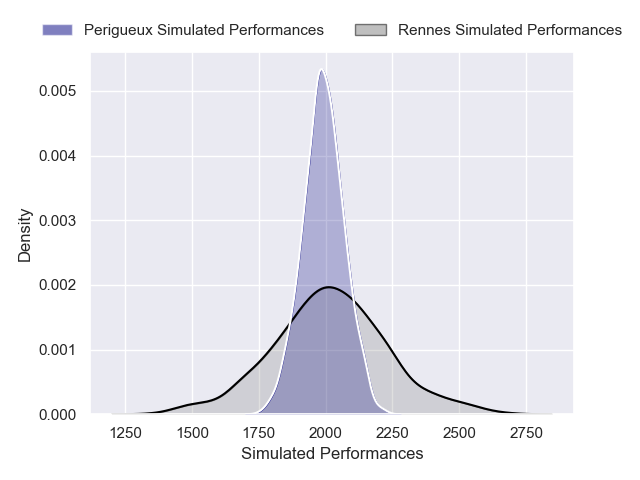 Perigueux Simulated Performances
Rennes Simulated Performances
0.005
0.004
0.003
0.002
0.001
0.000
Density
1250 1500 1750 2000 2250 2500 2750
Simulated Performances